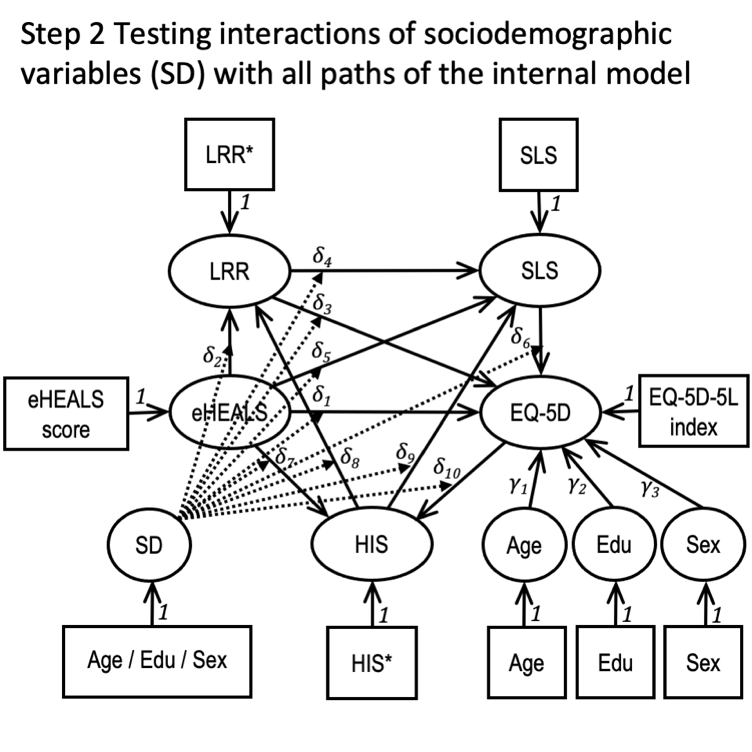 Step 2 Testing interactions of sociodemographic
variables (SD) with all paths of the internal model
LRR*
SLS
1
1
LRR
SLS
δ4
δ3
δ2
δ5
δ6
δ1
eHEALS
score
1
eHEALS
EQ-5D
1
EQ-5D-5L
index
δ7
δ8
δ9
δ10
γ1
γ2
γ3
SD
HIS
Age
Edu
Sex
1
1
1
1
1
Age / Edu / Sex
HIS*
Age
Edu
Sex